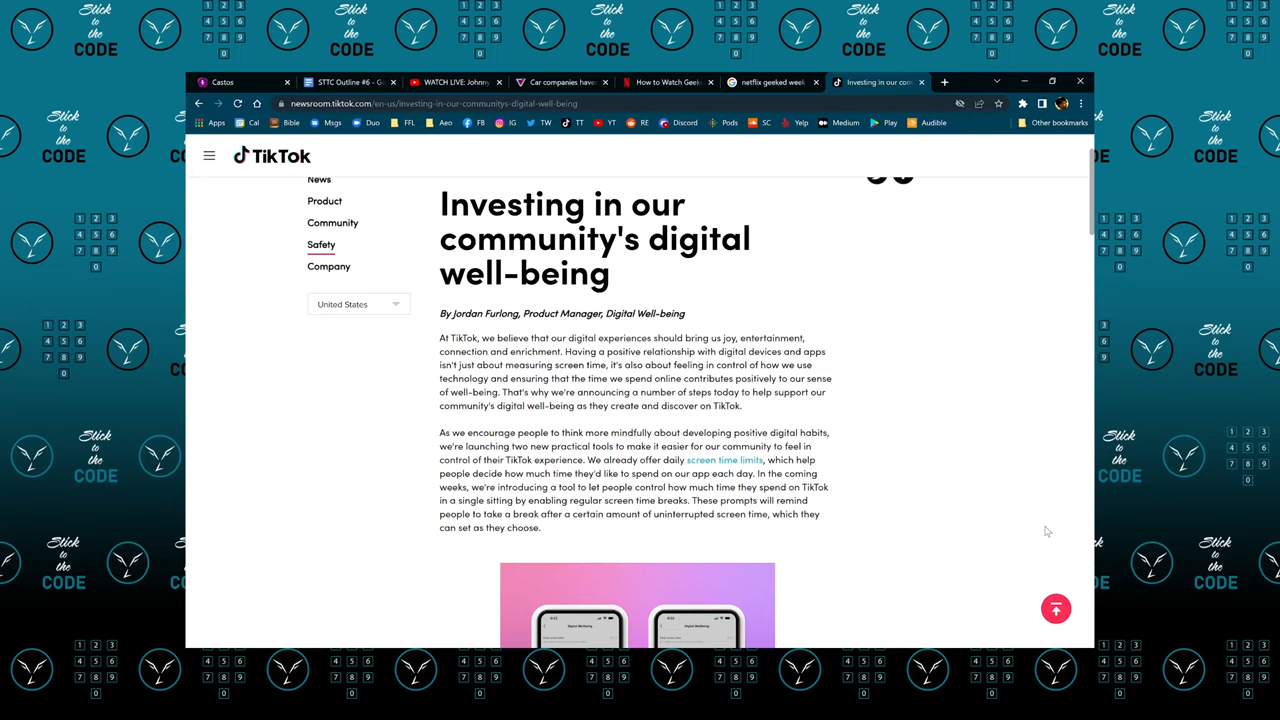 Stick to the CODE
1 2 3
4 5 6
7 8 9
0
Castos
STTC Outline #6 - Go
WATCH LIVE: Johnny
Car companies have
How to Watch Geek
netflix geeked week
Investing in our com
newsroom.tiktok.com/en-us/investing-in-our-communitys-digital-well-being
Apps
Cal
Bible
Msgs
Duo
FFL
Aeo
FB
IG
TW
TT
YT
RE
Discord
Pods
SC
Yelp
Medium
Play
Audible
Other bookmarks
TikTok
News
Product
Community
Safety
Company
United States
Investing in our
community's digital
well-being
By Jordan Furlong, Product Manager, Digital Well-being
At TikTok, we believe that our digital experiences should bring us joy, entertainment,
connection and enrichment. Having a positive relationship with digital devices and apps
isn't just about measuring screen time, it's also about feeling in control of how we use
technology and ensuring that the time we spend online contributes positively to our sense
of well-being. That's why we're announcing a number of steps today to help support our
community's digital well-being as they create and discover on TikTok.
As we encourage people to think more mindfully about developing positive digital habits,
we're launching two new practical tools to make it easier for our community to feel in
control of their TikTok experience. We already offer daily screen time limits, which help
people decide how much time they'd like to spend on our app each day. In the coming
weeks, we're introducing a tool to let people control how much time they spend on TikTok
in a single sitting by enabling regular screen time breaks. These prompts will remind
people to take a break after a certain amount of uninterrupted screen time, which they
can set as they choose.